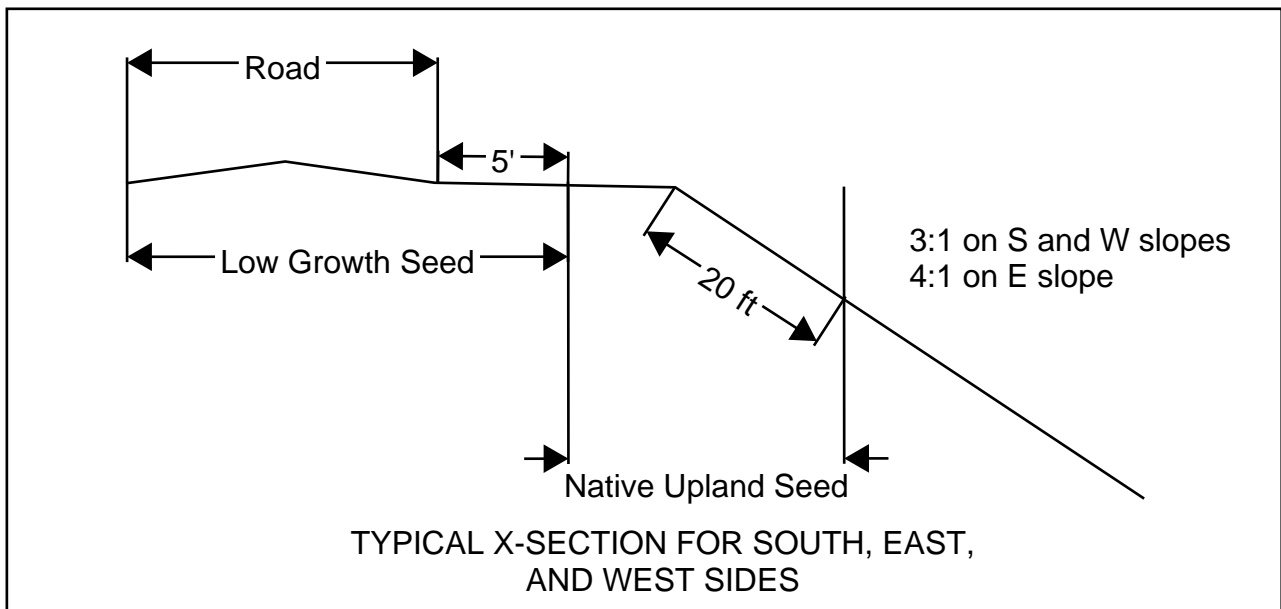 Road
5'
Low Growth Seed
20 ft
3:1 on S and W slopes
4:1 on E slope
Native Upland Seed
TYPICAL X-SECTION FOR SOUTH, EAST,
AND WEST SIDES